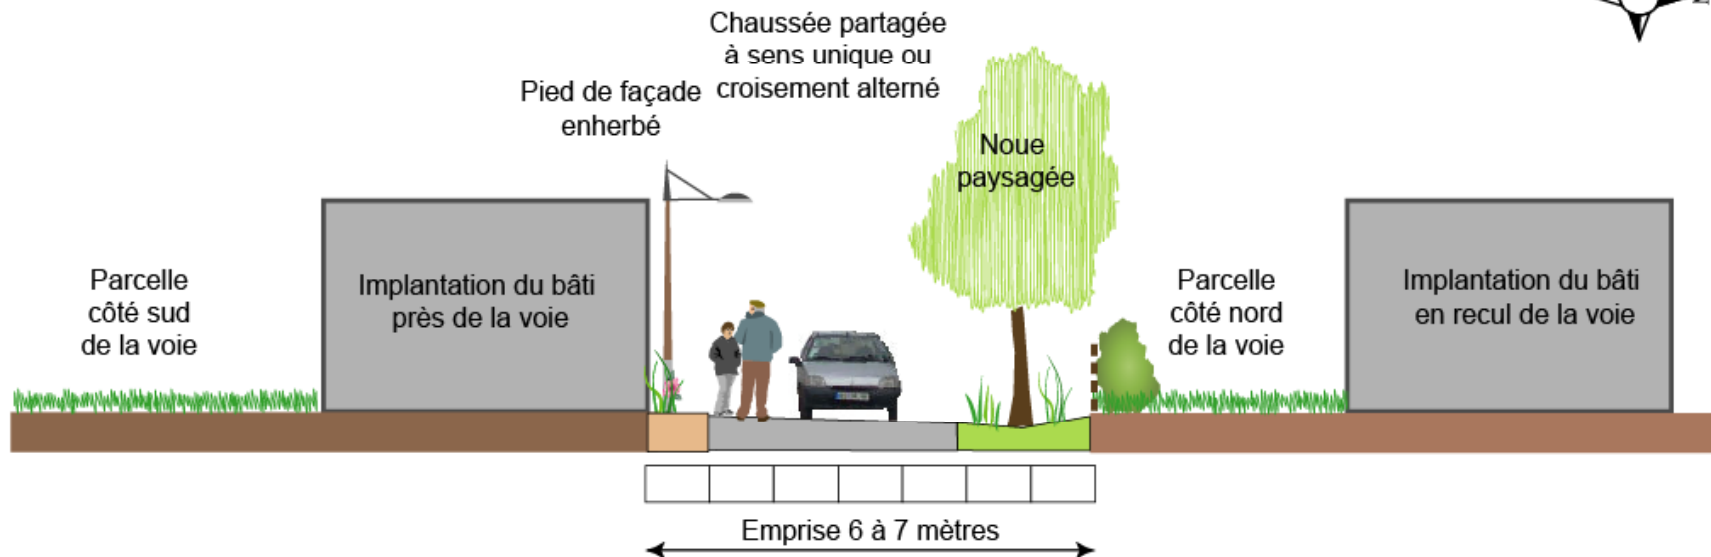 Chaussée partagée
à sens unique ou
croisement alterné
Pied de façade
enherbé
Noue
paysagée
Parcelle
côté sud
de la voie
Implantation du bâti
près de la voie
Parcelle
côté nord
de la voie
Implantation du bâti
en recul de la voie
Emprise 6 à 7 mètres